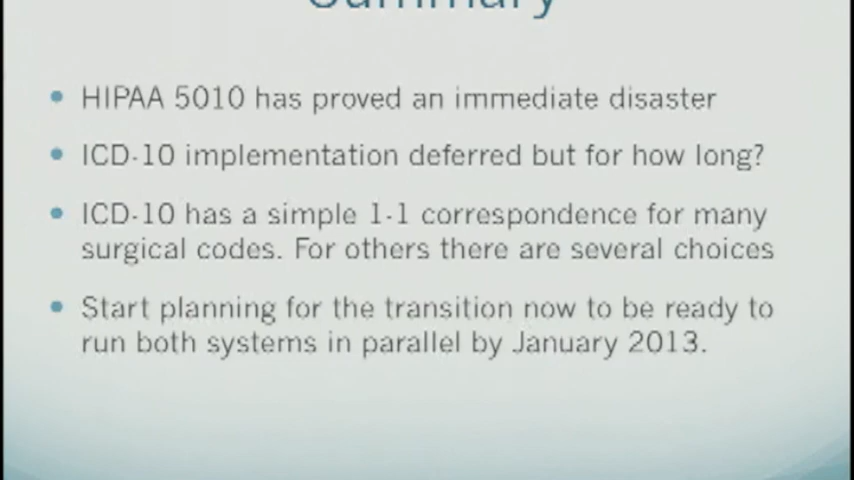 Summary
HIPAA 5010 has proved an immediate disaster
ICD-10 implementation deferred but for how long?
ICD-10 has a simple 1-1 correspondence for many
surgical codes. For others there are several choices
Start planning for the transition now to be ready to
run both systems in parallel by January 2013.